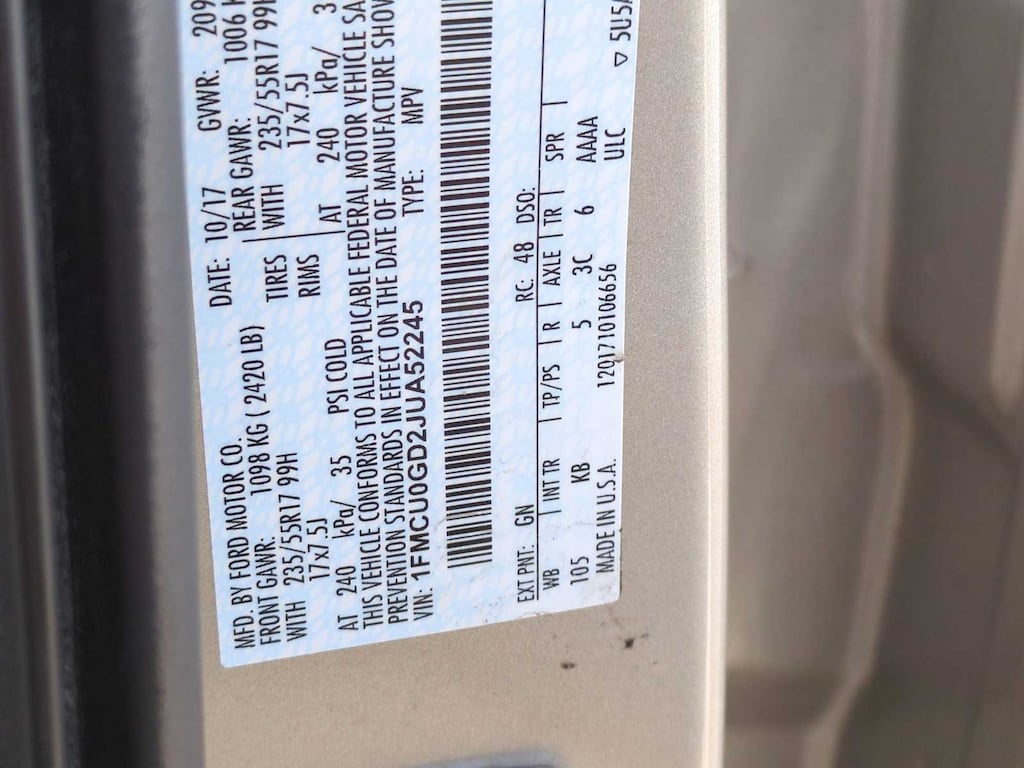 MFD. BY FORD MOTOR CO. DATE: 10/17 GVWR: 209
FRONT GAWR: 1098 KG ( 2420 LB) REAR GAWR: 1006 K
WITH 235/55R17 99H TIRES WITH 235/55R17 99H
17x7.5J RIMS 17x7.5J
AT 240 kPa/ 35 PSI COLD AT 240 kPa/ 3
THIS VEHICLE CONFORMS TO ALL APPLICABLE FEDERAL MOTOR VEHICLE SA
PREVENTION STANDARDS IN EFFECT ON THE DATE OF MANUFACTURE SHOW
VIN: 1FMCU0GD2JUA52245 TYPE: MPV
EXT PNT: GN RC: 48 DSO:
WB INT TR TP/PS R AXLE TR SPR
105 KB 5 3C 6 AAAA
MADE IN U.S.A. 1201710106656 ULC ▽ 5U5A